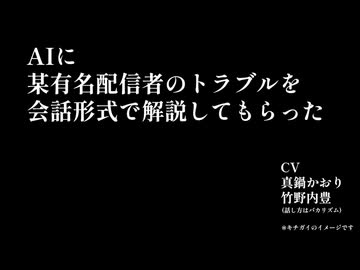 AIに
某有名配信者のトラブルを
会話形式で解説してもらった
CV
真鍋かおり
竹野内豊
(話し方はバカリズム)
※キチガイのイメージです